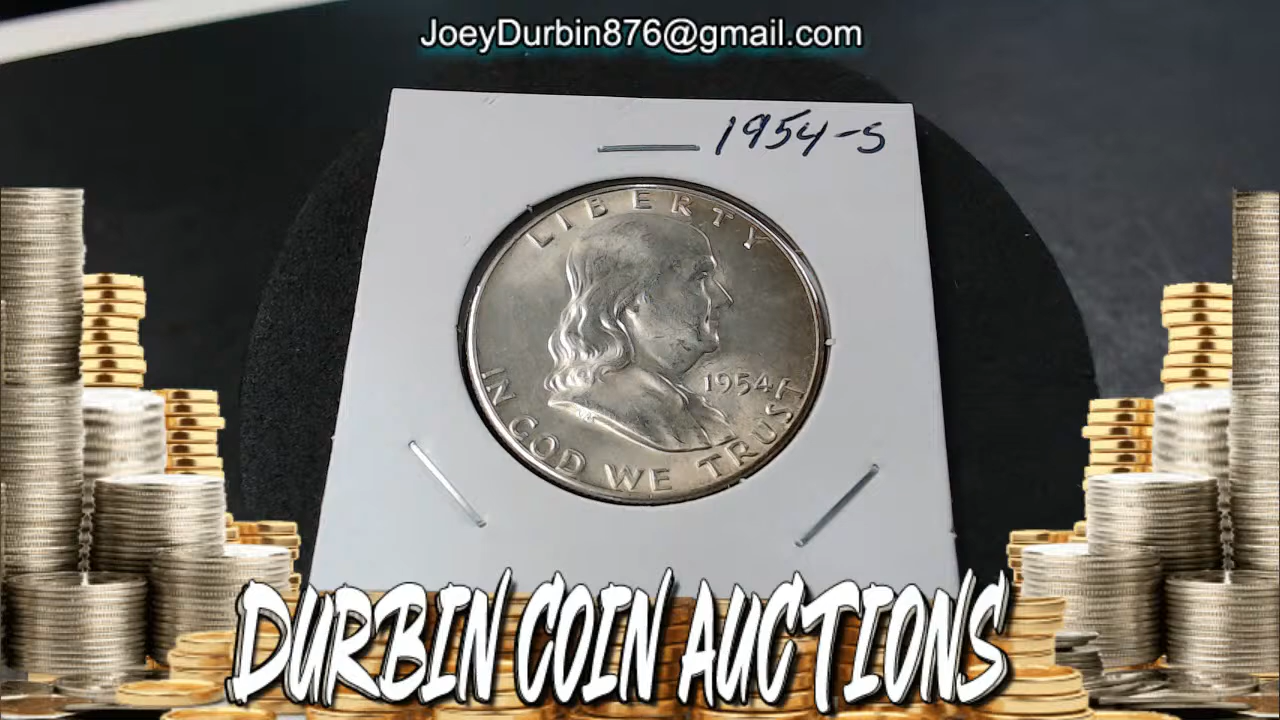 JoeyDurbin876@gmail.com
1954-S
LIBERTY
1954
IN GOD WE TRUST
DURBIN COIN AUCTIONS